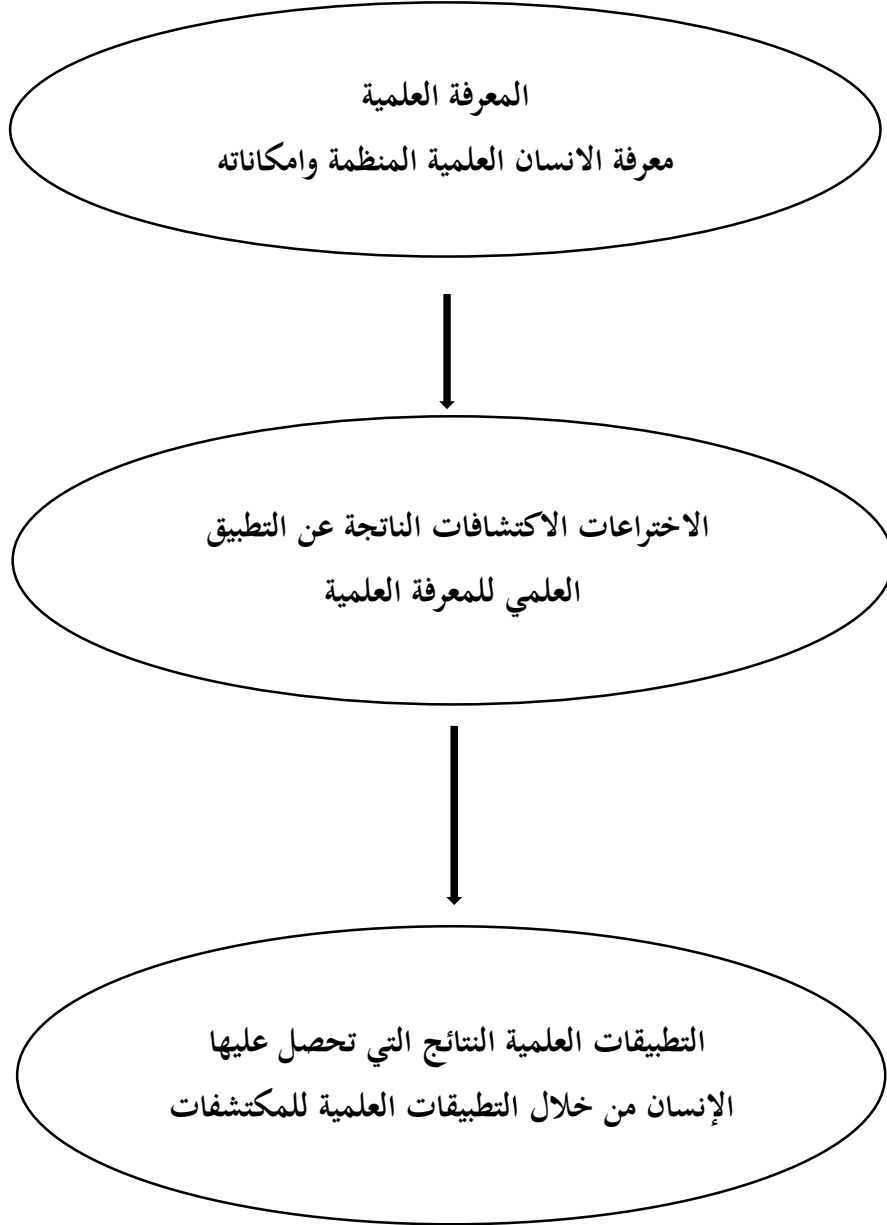 المعرفة العلمية
معرفة الانسان العلمية المنظمة وامكاناته
الاختراعات الاكتشافات الناتجة عن التطبيق
العلمي للمعرفة العلمية
التطبيقات العلمية النتائج التي تحصل عليها
الإنسان من خلال التطبيقات العلمية للمكتشفات